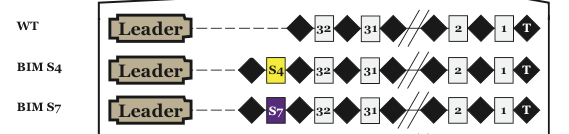 WT Leader 32 31 2 1 T
BIM S4 Leader S4 32 31 2 1 T
BIM S7 Leader S7 32 31 2 1 T